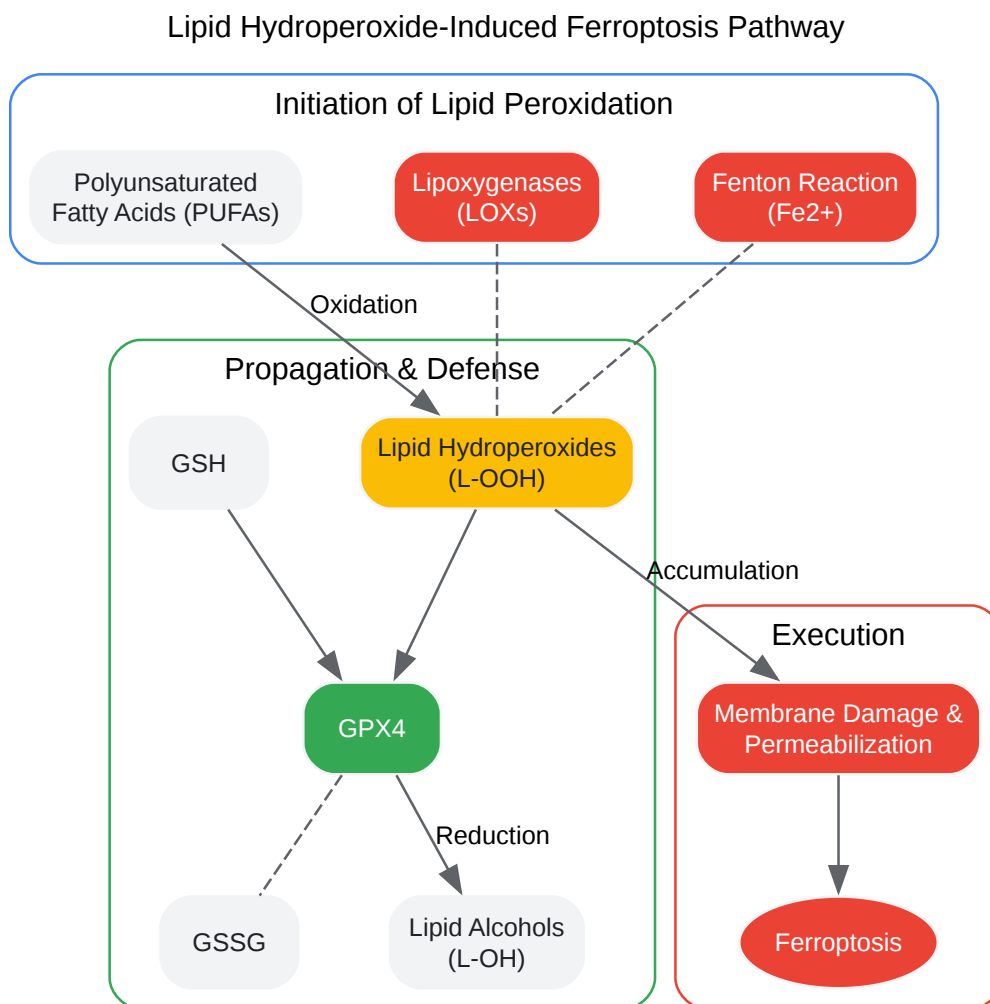 Lipid Hydroperoxide-Induced Ferroptosis Pathway
Initiation of Lipid Peroxidation
Polyunsaturated
Fatty Acids (PUFAs)
Lipoxygenases
(LOXs)
Fenton Reaction
(Fe2+)
Oxidation
Propagation & Defense
GSH
Lipid Hydroperoxides
(L-OOH)
Accumulation
Execution
GPX4
Membrane Damage &
Permeabilization
Reduction
GSSG
Lipid Alcohols
(L-OH)
Ferroptosis